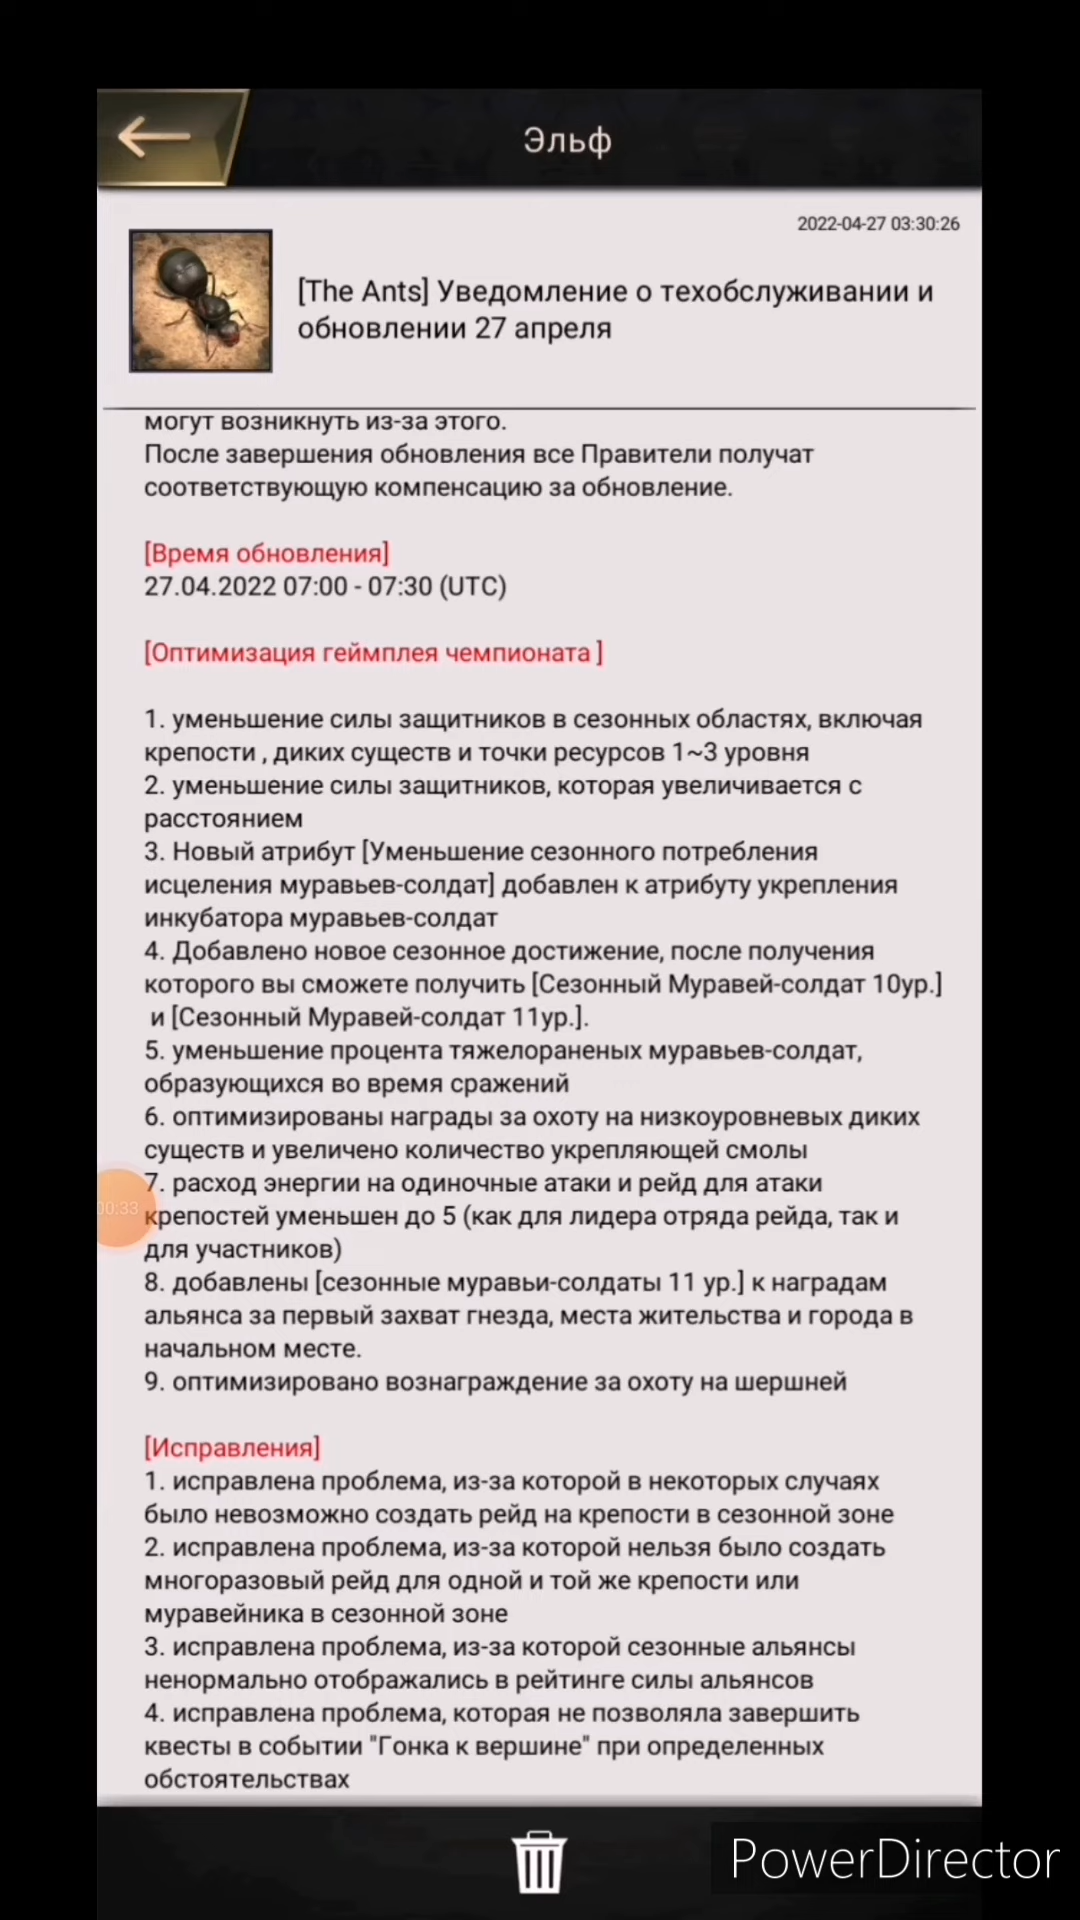 Эльф
2022-04-27 03:30:26
[The Ants] Уведомление о техобслуживании и
обновлении 27 апреля
могут возникнуть из-за этого.
После завершения обновления все Правители получат
соответствующую компенсацию за обновление.
[Время обновления]
27.04.2022 07:00 - 07:30 (UTC)
[Оптимизация геймплея чемпионата ]
1. уменьшение силы защитников в сезонных областях, включая
крепости , диких существ и точки ресурсов 1~3 уровня
2. уменьшение силы защитников, которая увеличивается с
расстоянием
3. Новый атрибут [Уменьшение сезонного потребления
исцеления муравьев-солдат] добавлен к атрибуту укрепления
инкубатора муравьев-солдат
4. Добавлено новое сезонное достижение, после получения
которого вы сможете получить [Сезонный Муравей-солдат 10ур.]
и [Сезонный Муравей-солдат 11ур.].
5. уменьшение процента тяжелораненых муравьев-солдат,
образующихся во время сражений
6. оптимизированы награды за охоту на низкоуровневых диких
существ и увеличено количество укрепляющей смолы
7. расход энергии на одиночные атаки и рейд для атаки
00:33
крепостей уменьшен до 5 (как для лидера отряда рейда, так и
для участников)
8. добавлены [сезонные муравьи-солдаты 11 ур.] к наградам
альянса за первый захват гнезда, места жительства и города в
начальном месте.
9. оптимизировано вознаграждение за охоту на шершней
[Исправления]
1. исправлена проблема, из-за которой в некоторых случаях
было невозможно создать рейд на крепости в сезонной зоне
2. исправлена проблема, из-за которой нельзя было создать
многоразовый рейд для одной и той же крепости или
муравейника в сезонной зоне
3. исправлена проблема, из-за которой сезонные альянсы
ненормально отображались в рейтинге силы альянсов
4. исправлена проблема, которая не позволяла завершить
квесты в событии "Гонка к вершине" при определенных
обстоятельствах
PowerDirector